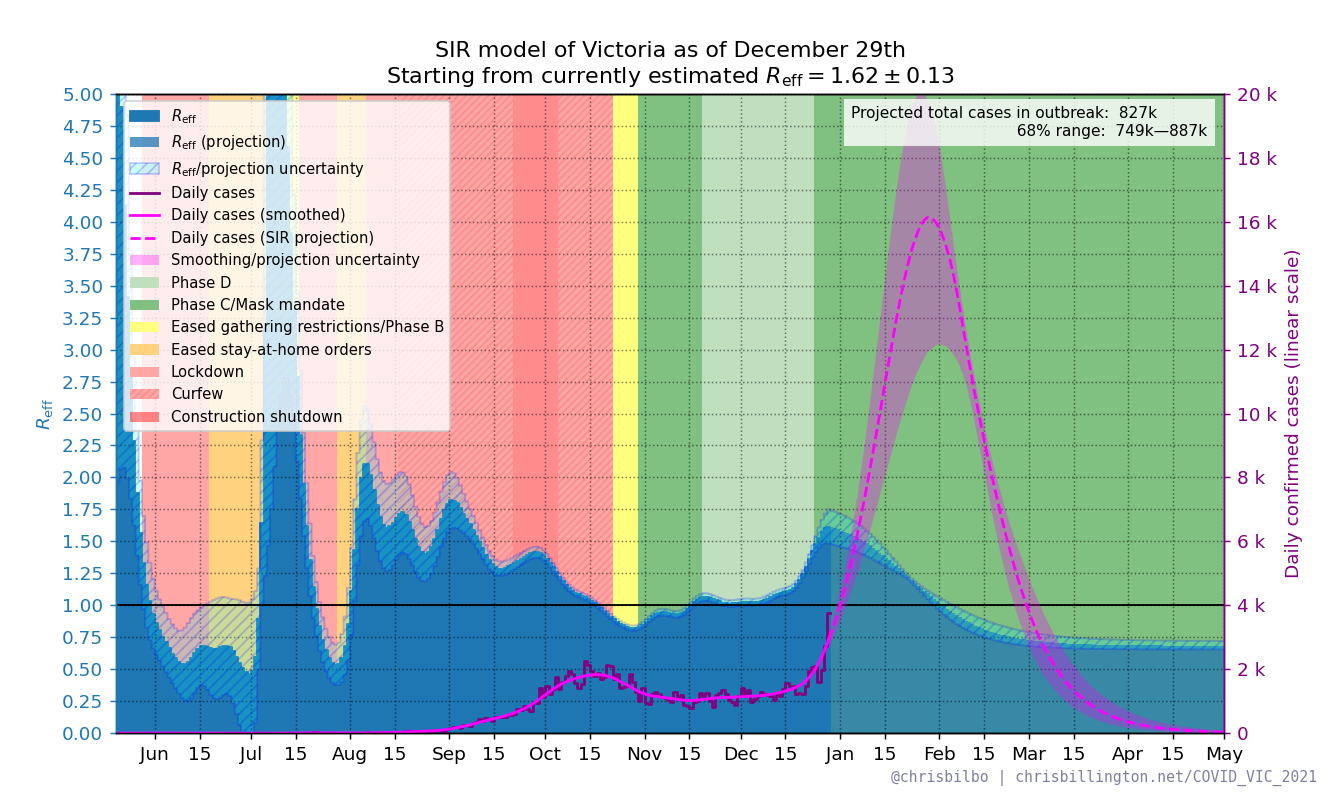 SIR model of Victoria as of December 29th
Starting from currently estimated R_eff = 1.62 ± 0.13
5.00
4.75
4.50
4.25
4.00
3.75
3.50
3.25
3.00
2.75
2.50
2.25
2.00
1.75
1.50
1.25
1.00
0.75
0.50
0.25
0.00
R_eff
R_eff
R_eff (projection)
R_eff/projection uncertainty
Daily cases
Daily cases (smoothed)
Daily cases (SIR projection)
Smoothing/projection uncertainty
Phase D
Phase C/Mask mandate
Eased gathering restrictions/Phase B
Eased stay-at-home orders
Lockdown
Curfew
Construction shutdown
Projected total cases in outbreak: 827k
68% range: 749k—887k
20 k
18 k
16 k
14 k
12 k
10 k
8 k
6 k
4 k
2 k
0
Daily confirmed cases (linear scale)
Jun 15 Jul 15 Aug 15 Sep 15 Oct 15 Nov 15 Dec 15 Jan 15 Feb 15 Mar 15 Apr 15 May
@chrisbilbo | chrisbillington.net/COVID_VIC_2021